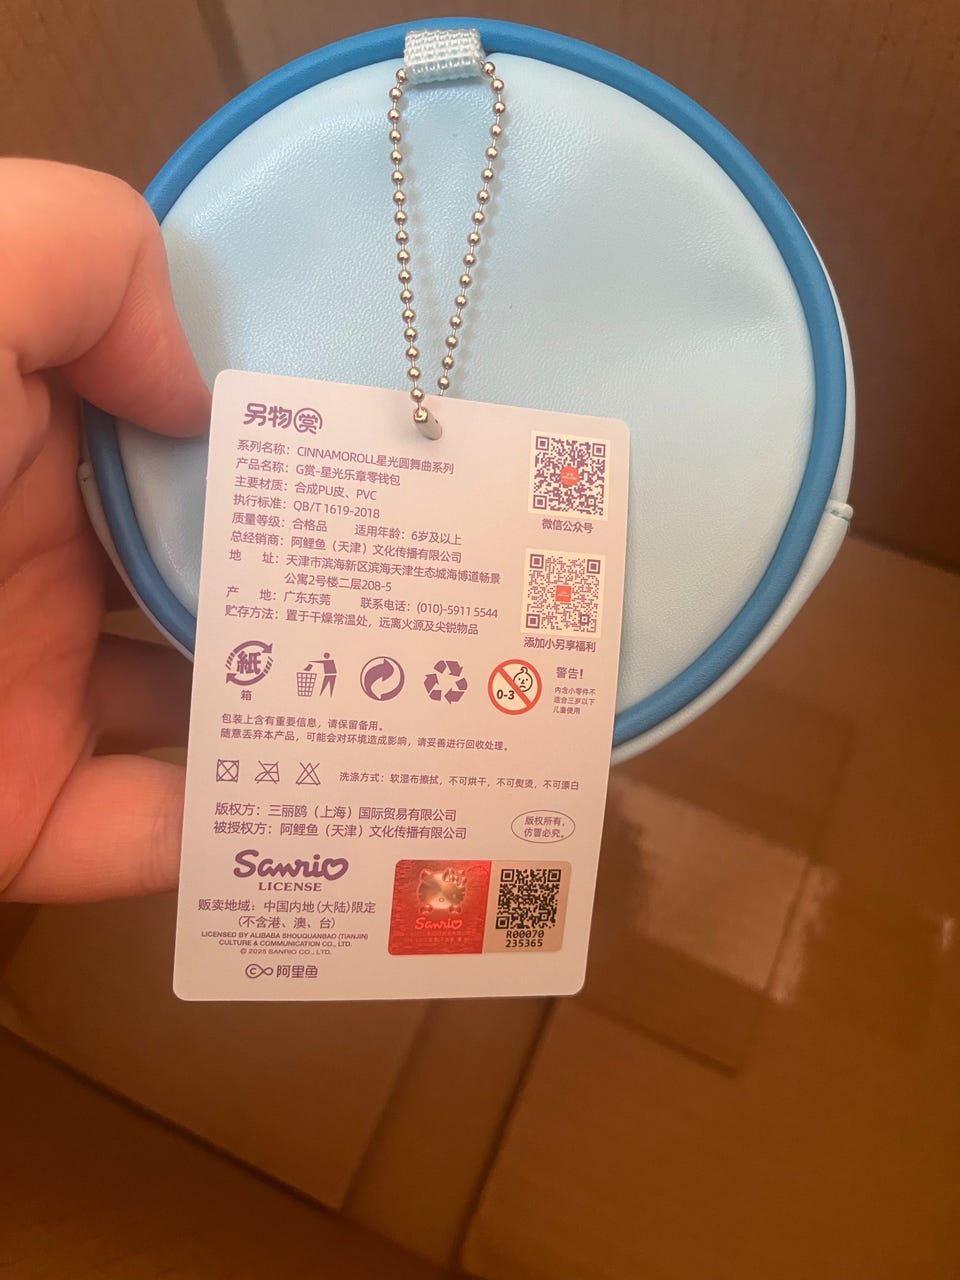 另物赏
系列名称：CINNAMOROLL星光圆舞曲系列
产品名称：G赏-星光乐章零钱包
主要材质：合成PU皮、PVC
执行标准：QB/T 1619-2018
质量等级：合格品 适用年龄：6岁及以上
总经销商：阿鲤鱼（天津）文化传播有限公司
地 址：天津市滨海新区滨海天津生态城海博道畅景
公寓2号楼二层208-5
产 地：广东东莞 联系电话：(010)-5911 5544
贮存方法：置于干燥常温处，远离火源及尖锐物品
微信公众号
添加小另享福利
紙
箱
0-3
警告！
内含小零件不
适合三岁以下
儿童使用
包装上含有重要信息，请保留备用。
随意丢弃本产品，可能会对环境造成影响，请妥善进行回收处理。
洗涤方式：软湿布擦拭，不可烘干，不可熨烫，不可漂白
版权方：三丽鸥（上海）国际贸易有限公司
被授权方：阿鲤鱼（天津）文化传播有限公司
版权所有，
仿冒必究。
Sanrio
LICENSE
贩卖地域：中国内地(大陆)限定
(不含港、澳、台)
LICENSED BY ALIBABA SHOUQUANBAO (TIANJIN)
CULTURE & COMMUNICATION CO., LTD.
© 2025 SANRIO CO., LTD.
阿里鱼
Sanrio
R00070
235365